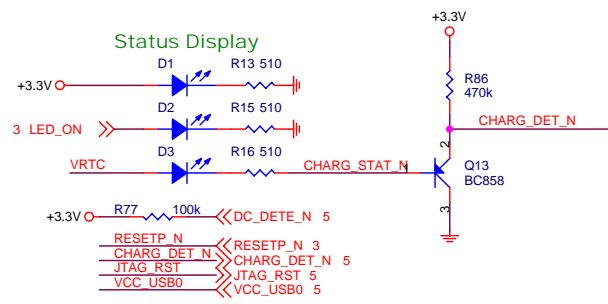 +3.3V
Status Display
D1 R13 510
+3.3V
R86
470k
D2 R15 510
3 LED_ON
CHARG_DET_N
D3 R16 510
VRTC CHARG_STAT_N 1
2
Q13
BC858
3
+3.3V R77 100k DC_DETE_N 5
RESETP_N RESETP_N 3
CHARG_DET_N CHARG_DET_N 5
JTAG_RST JTAG_RST 5
VCC_USB0 VCC_USB0 5